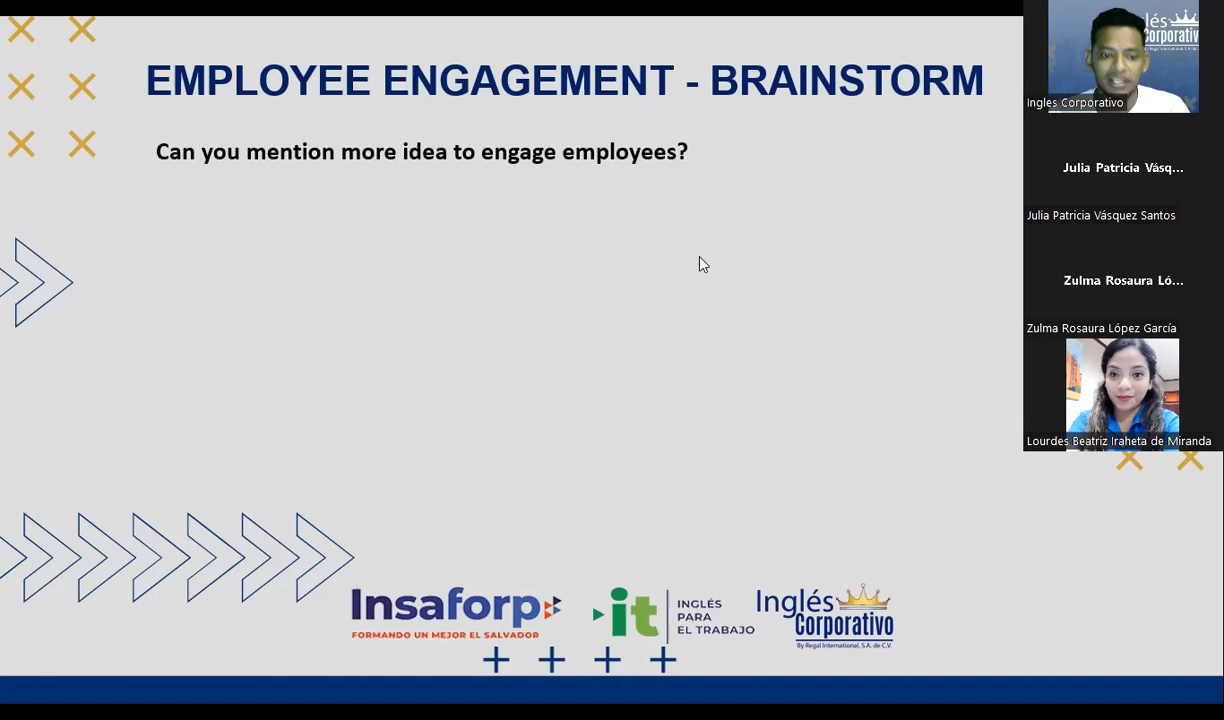 EMPLOYEE ENGAGEMENT - BRAINSTORM
Can you mention more idea to engage employees?
lés
corporativ
Ingles Corporativo
Julia Patricia Vásq...
Julia Patricia Vásquez Santos
Zulma Rosaura Ló...
Zulma Rosaura López García
Lourdes Beatriz Iraheta de Miranda
Insaforp
FORMANDO UN MEJOR EL SALVADOR
it
INGLÉS
PARA
EL TRABAJO
Inglés
Corporativo
By Regal International, S.A. de C.V.